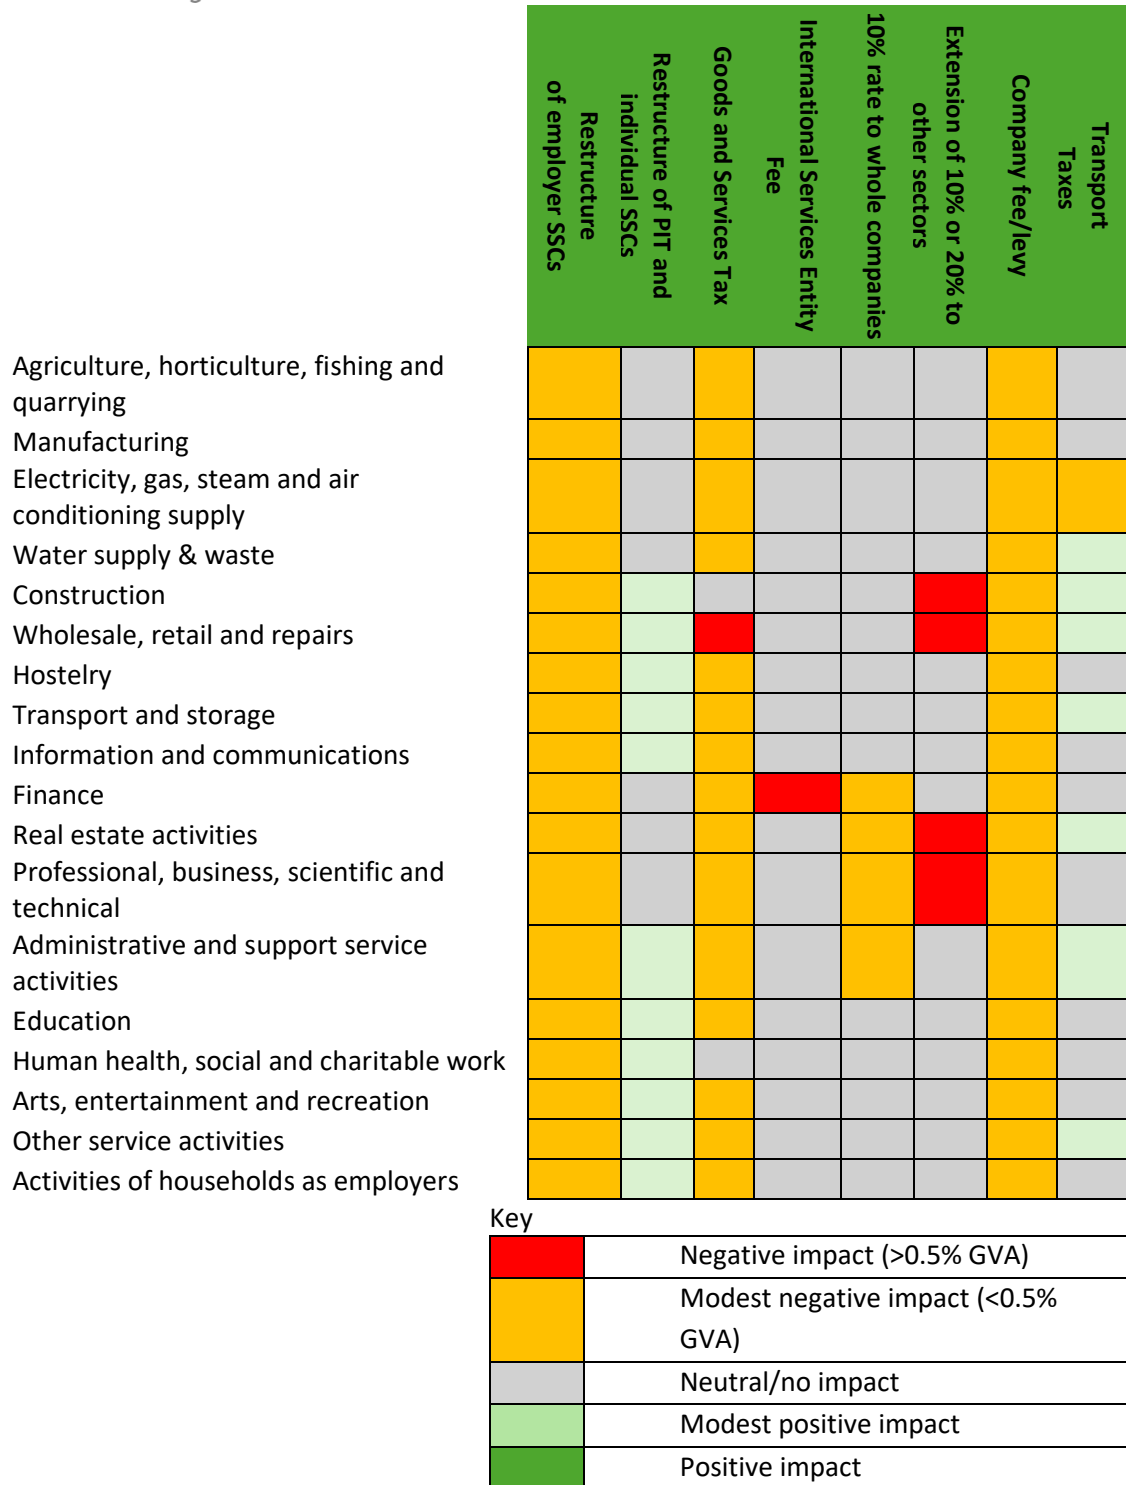 Restructure
of employer SSCs
Restructure of PIT and
individual SSCs
Goods and Services Tax
International Services Entity
Fee
10% rate to whole companies
Extension of 10% or 20% to
other sectors
Company fee/levy
Transport
Taxes
Agriculture, horticulture, fishing and
quarrying
Manufacturing
Electricity, gas, steam and air
conditioning supply
Water supply & waste
Construction
Wholesale, retail and repairs
Hostelry
Transport and storage
Information and communications
Finance
Real estate activities
Professional, business, scientific and
technical
Administrative and support service
activities
Education
Human health, social and charitable work
Arts, entertainment and recreation
Other service activities
Activities of households as employers
Key
Negative impact (>0.5% GVA)
Modest negative impact (<0.5%
GVA)
Neutral/no impact
Modest positive impact
Positive impact